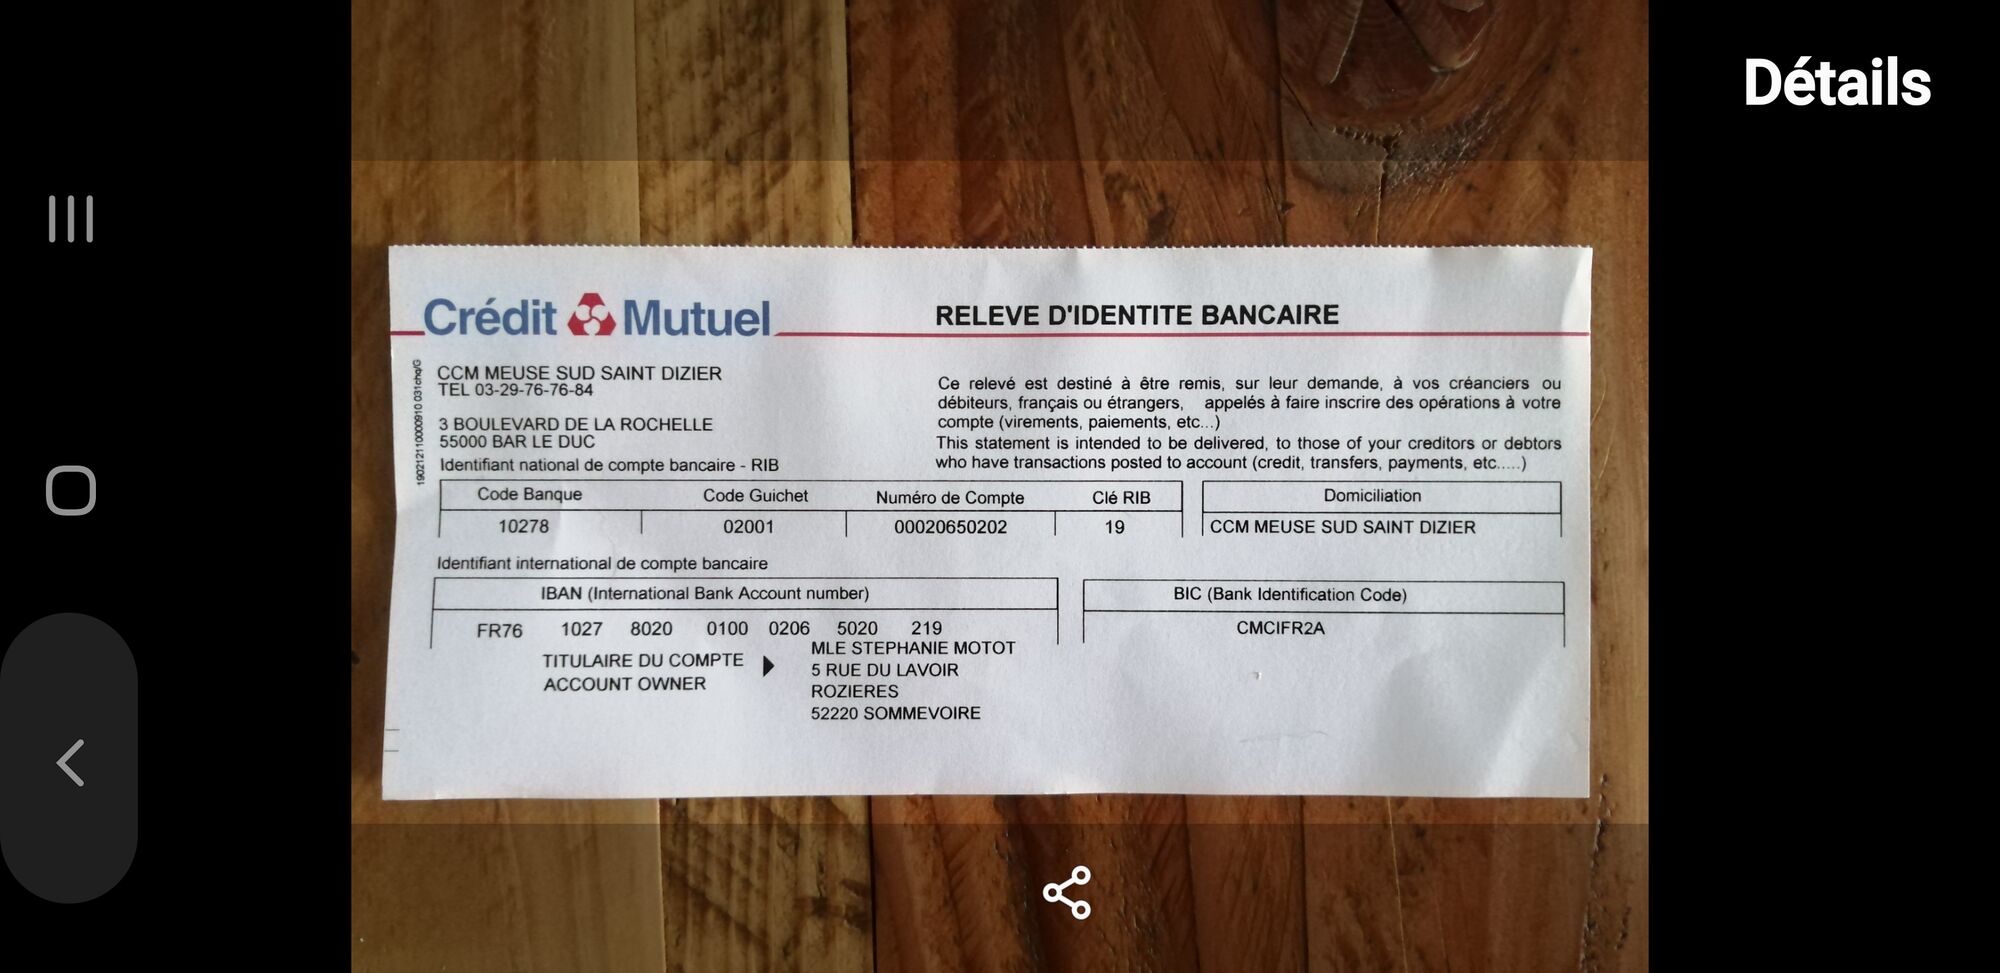 Détails
Crédit Mutuel
RELEVE D'IDENTITE BANCAIRE
CCM MEUSE SUD SAINT DIZIER
TEL 03-29-76-76-84
3 BOULEVARD DE LA ROCHELLE
55000 BAR LE DUC
Ce relevé est destiné à être remis, sur leur demande, à vos créanciers ou
débiteurs, français ou étrangers, appelés à faire inscrire des opérations à votre
compte (virements, paiements, etc...)
This statement is intended to be delivered, to those of your creditors or debtors
who have transactions posted to account (credit, transfers, payments, etc.....)
Identifiant national de compte bancaire - RIB
Code Banque Code Guichet Numéro de Compte Clé RIB Domiciliation
10278 02001 00020650202 19 CCM MEUSE SUD SAINT DIZIER
Identifiant international de compte bancaire
IBAN (International Bank Account number) BIC (Bank Identification Code)
FR76 1027 8020 0100 0206 5020 219 CMCIFR2A
TITULAIRE DU COMPTE
ACCOUNT OWNER
MLE STEPHANIE MOTOT
5 RUE DU LAVOIR
ROZIERES
52220 SOMMEVOIRE